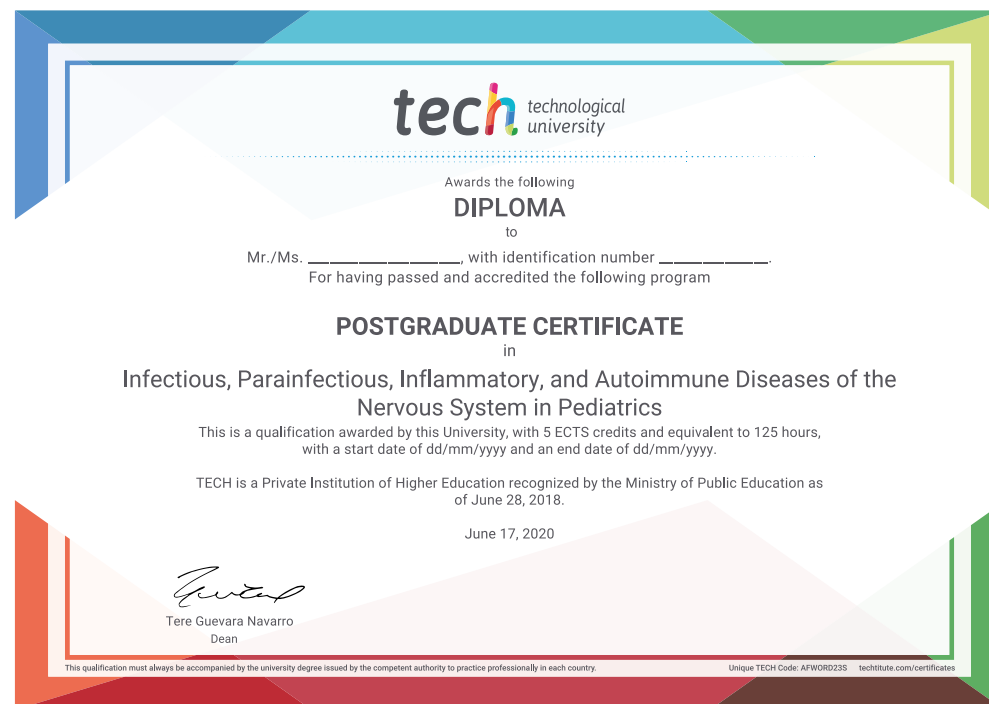 tech technological
university
Awards the following
DIPLOMA
to
Mr./Ms. ____________________, with identification number ______________.
For having passed and accredited the following program
POSTGRADUATE CERTIFICATE
in
Infectious, Parainfectious, Inflammatory, and Autoimmune Diseases of the
Nervous System in Pediatrics
This is a qualification awarded by this University, with 5 ECTS credits and equivalent to 125 hours,
with a start date of dd/mm/yyyy and an end date of dd/mm/yyyy.
TECH is a Private Institution of Higher Education recognized by the Ministry of Public Education as
of June 28, 2018.
June 17, 2020
Tere Guevara Navarro
Dean
This qualification must always be accompanied by the university degree issued by the competent authority to practice professionally in each country.
Unique TECH Code: AFWORD23S techtitute.com/certificates